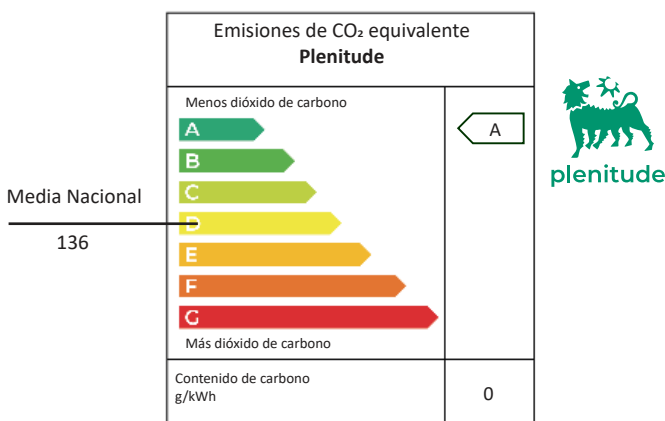 Emisiones de CO₂ equivalente
Plenitude
Menos dióxido de carbono
A
A
B
C
Media Nacional
D
136
E
F
G
Más dióxido de carbono
Contenido de carbono
g/kWh
0
plenitude